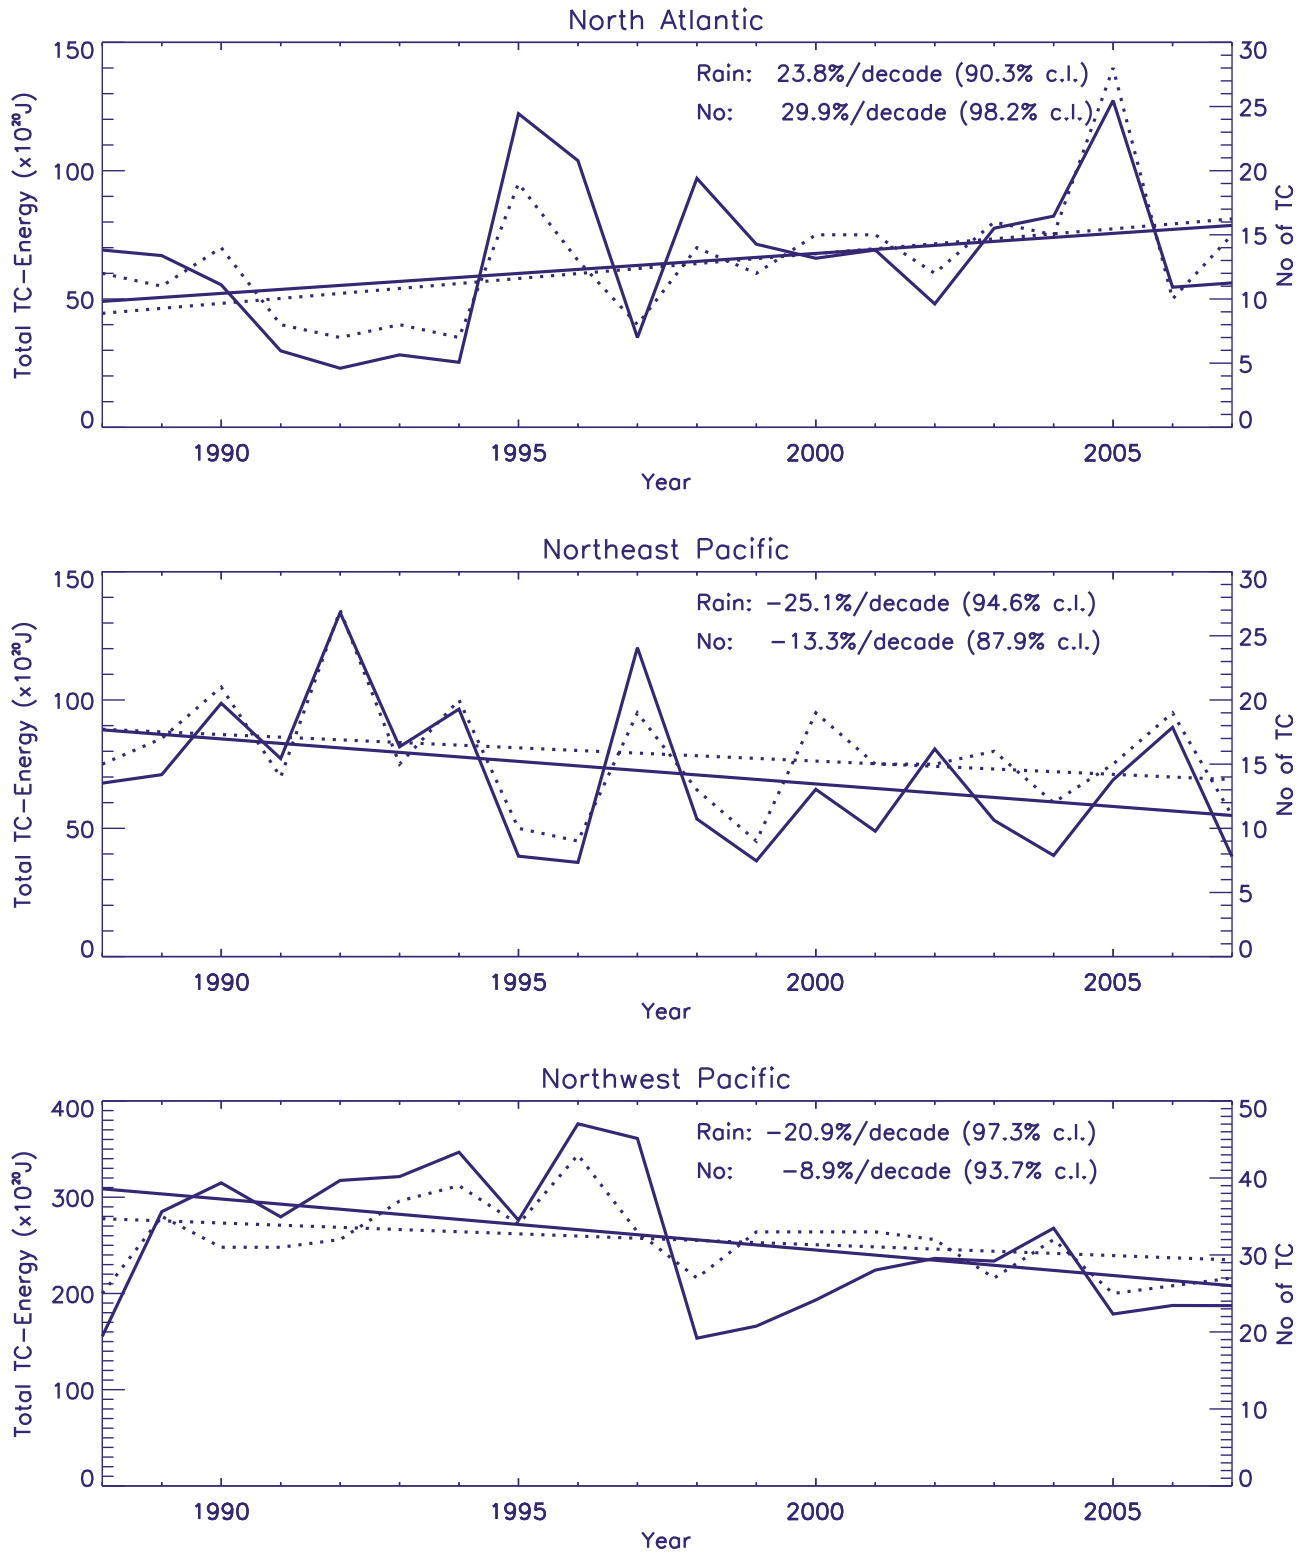 North Atlantic
Rain: 23.8%/decade (90.3% c.l.)
No: 29.9%/decade (98.2% c.l.)
Total TC-Energy (x10²⁰J)
150
100
50
0
No of TC
30
25
20
15
10
5
0
1990 1995 2000 2005
Year
Northeast Pacific
Rain: -25.1%/decade (94.6% c.l.)
No: -13.3%/decade (87.9% c.l.)
Total TC-Energy (x10²⁰J)
150
100
50
0
No of TC
30
25
20
15
10
5
0
1990 1995 2000 2005
Year
Northwest Pacific
Rain: -20.9%/decade (97.3% c.l.)
No: -8.9%/decade (93.7% c.l.)
Total TC-Energy (x10²⁰J)
400
300
200
100
0
No of TC
50
40
30
20
10
0
1990 1995 2000 2005
Year